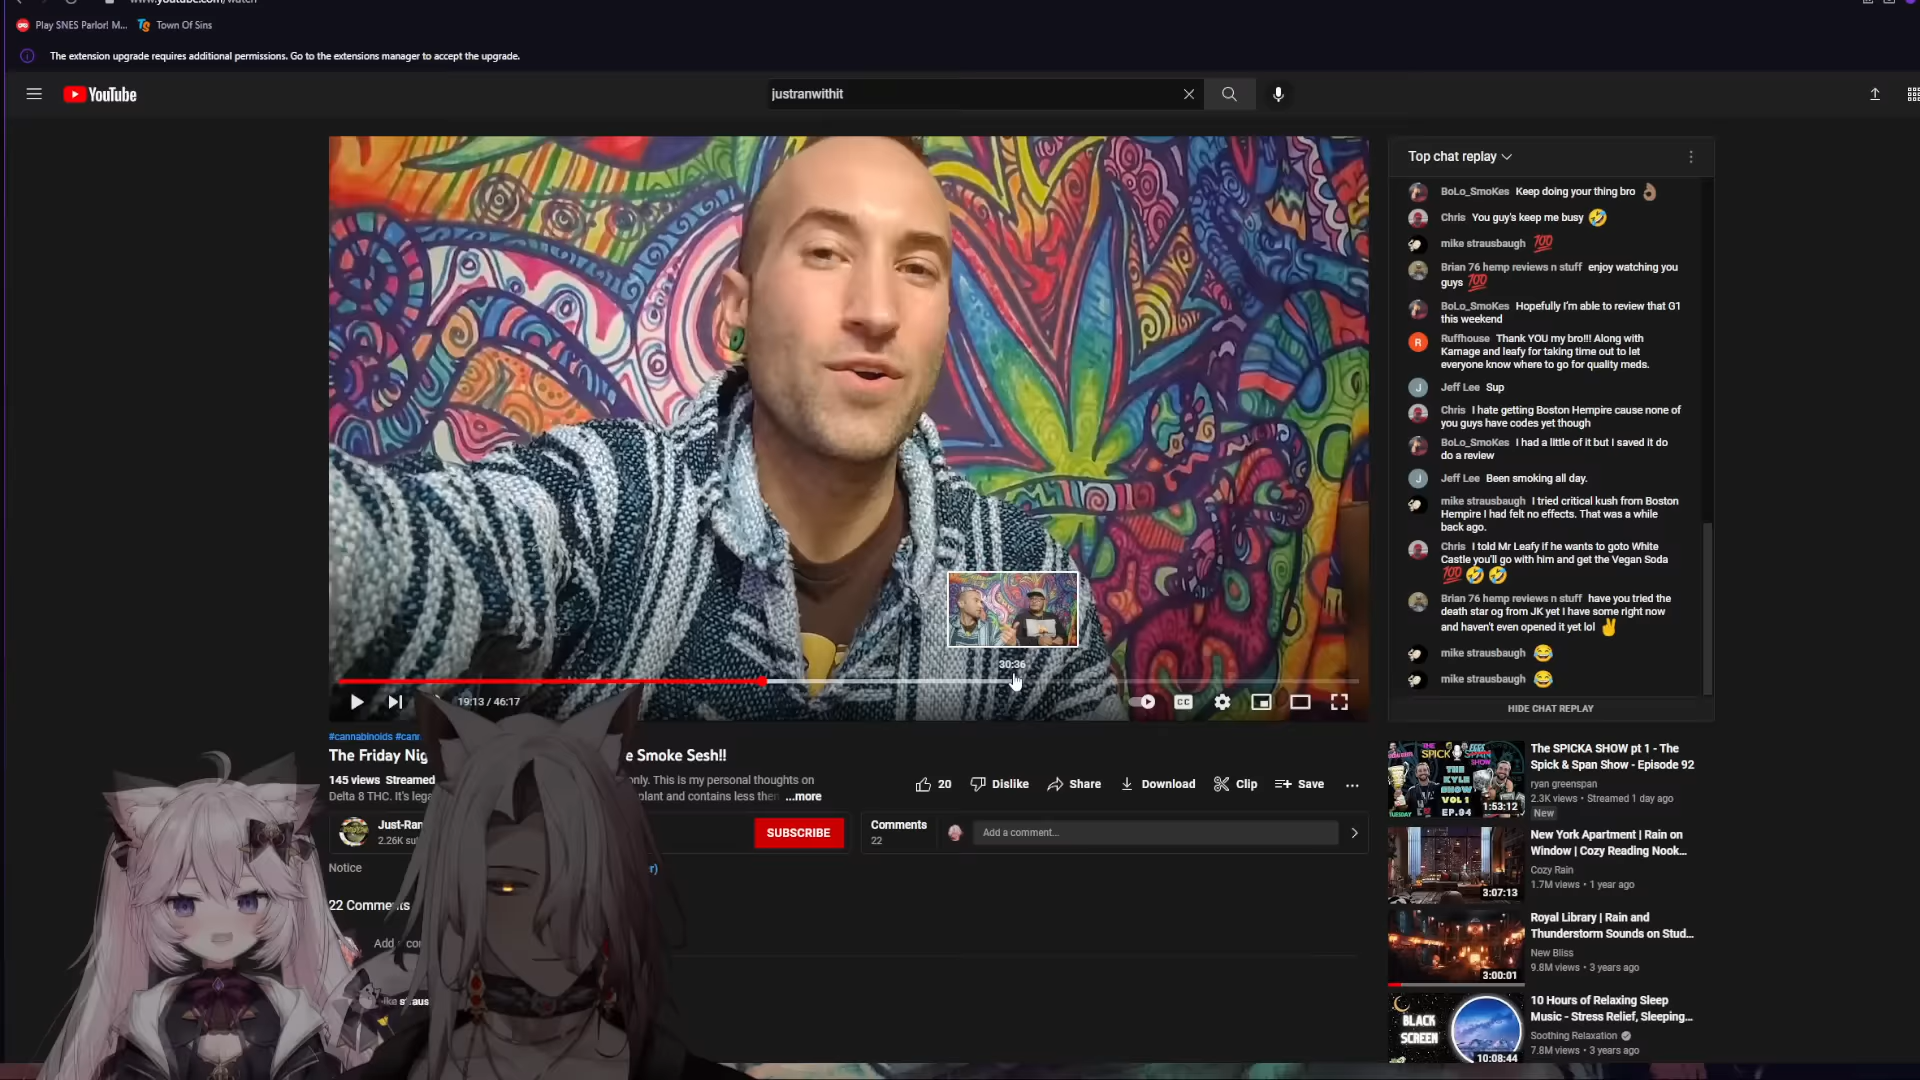 Play SNES Parlor! M...
Town Of Sins
The extension upgrade requires additional permissions. Go to the extensions manager to accept the upgrade.
YouTube
justranwithit
Top chat replay
BoLo_SmoKes Keep doing your thing bro 👌🏽
Chris You guy's keep me busy 🤣
mike strausbaugh 💯
Brian 76 hemp reviews n stuff enjoy watching you
guys 💯
BoLo_SmoKes Hopefully I'm able to review that G1
this weekend
R
Ruffhouse Thank YOU my bro!!! Along with
Karnage and leafy for taking time out to let
everyone know where to go for quality meds.
J
Jeff Lee Sup
Chris I hate getting Boston Hempire cause none of
you guys have codes yet though
BoLo_SmoKes I had a little of it but I saved it do
do a review
J
Jeff Lee Been smoking all day.
mike strausbaugh I tried critical kush from Boston
Hempire I had felt no effects. That was a while
back ago.
Chris I told Mr Leafy if he wants to goto White
Castle you'll go with him and get the Vegan Soda
💯🤣🤣
Brian 76 hemp reviews n stuff have you tried the
death star og from JK yet I have some right now
and haven't even opened it yet lol ✌
mike strausbaugh 😂
mike strausbaugh 😂
HIDE CHAT REPLAY
30:36
19:13 / 46:17
CC
#cannabinoids #cann
The Friday Nig
e Smoke Sesh!!
145 views Streamed
only. This is my personal thoughts on
Delta 8 THC. It's lega
plant and contains less then ...more
20
Dislike
Share
Download
Clip
Save
Just-Ran
2.26K su
SUBSCRIBE
Comments
22
Add a comment...
Notice
22 Comments
The SPICKA SHOW pt 1 - The
Spick & Span Show - Episode 92
ryan greenspan
2.3K views • Streamed 1 day ago
New
THE
SHOW
VOL 1
EP.94
TUESDAY
1:53:12
New York Apartment | Rain on
Window | Cozy Reading Nook...
Cozy Rain
1.7M views • 1 year ago
3:07:13
Royal Library | Rain and
Thunderstorm Sounds on Stud...
New Bliss
9.8M views • 3 years ago
3:00:01
10 Hours of Relaxing Sleep
Music - Stress Relief, Sleeping...
Soothing Relaxation
7.8M views • 3 years ago
BLACK
SCREEN
10:08:44